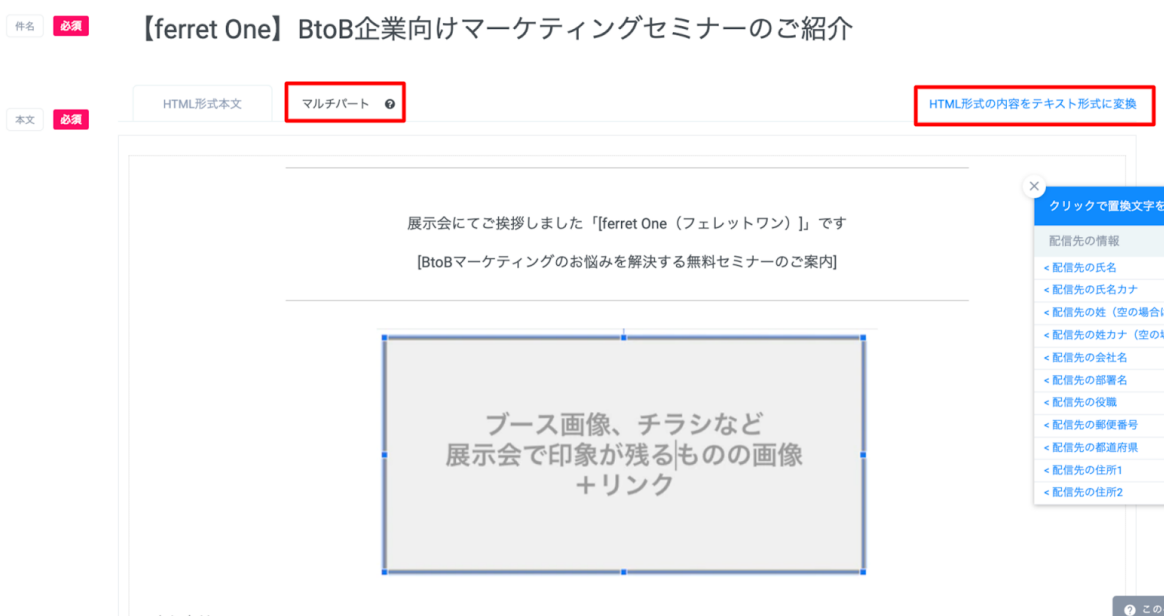 件名 必須 【ferret One】BtoB企業向けマーケティングセミナーのご紹介
HTML形式本文 マルチパート ? HTML形式の内容をテキスト形式に変換
本文 必須
クリックで置換文字を
展示会にてご挨拶しました「[ferret One（フェレットワン）]」です
配信先の情報
[BtoBマーケティングのお悩みを解決する無料セミナーのご案内]
< 配信先の氏名
< 配信先の氏名カナ
< 配信先の姓（空の場合は
< 配信先の姓カナ（空の場
< 配信先の会社名
< 配信先の部署名
< 配信先の役職
< 配信先の郵便番号
< 配信先の都道府県
< 配信先の住所1
< 配信先の住所2
ブース画像、チラシなど
展示会で印象が残るものの画像
＋リンク
? この